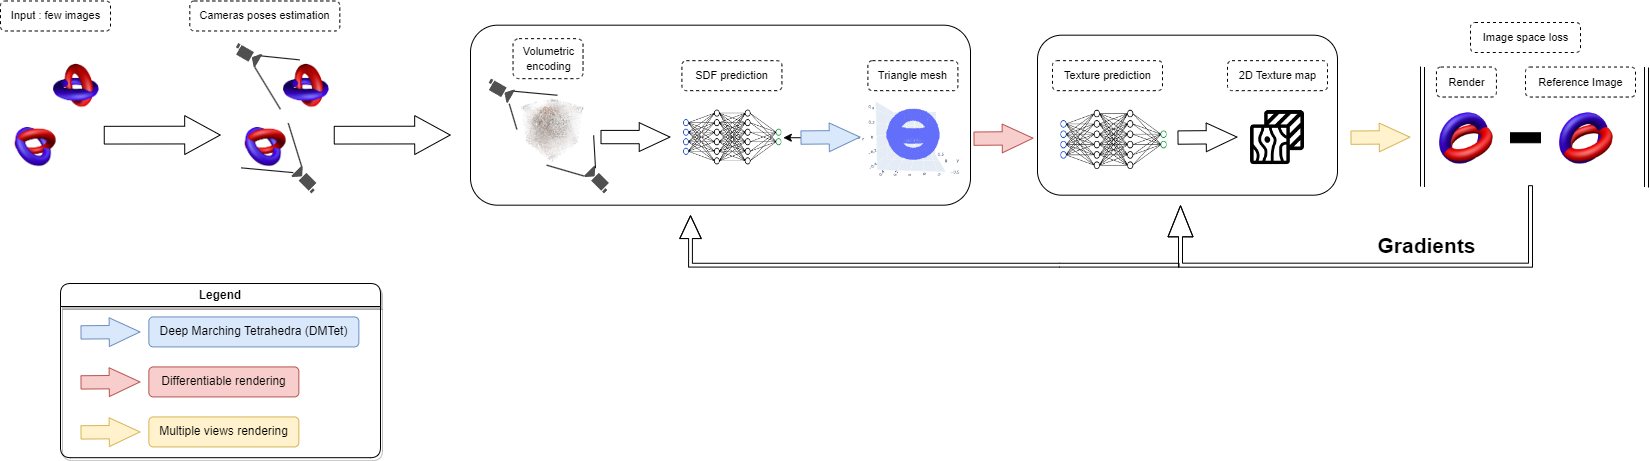 Input : few images
Cameras poses estimation
Volumetric
encoding
SDF prediction
Triangle mesh
Texture prediction
2D Texture map
Image space loss
Render
Reference Image
Gradients
Legend
Deep Marching Tetrahedra (DMTet)
Differentiable rendering
Multiple views rendering